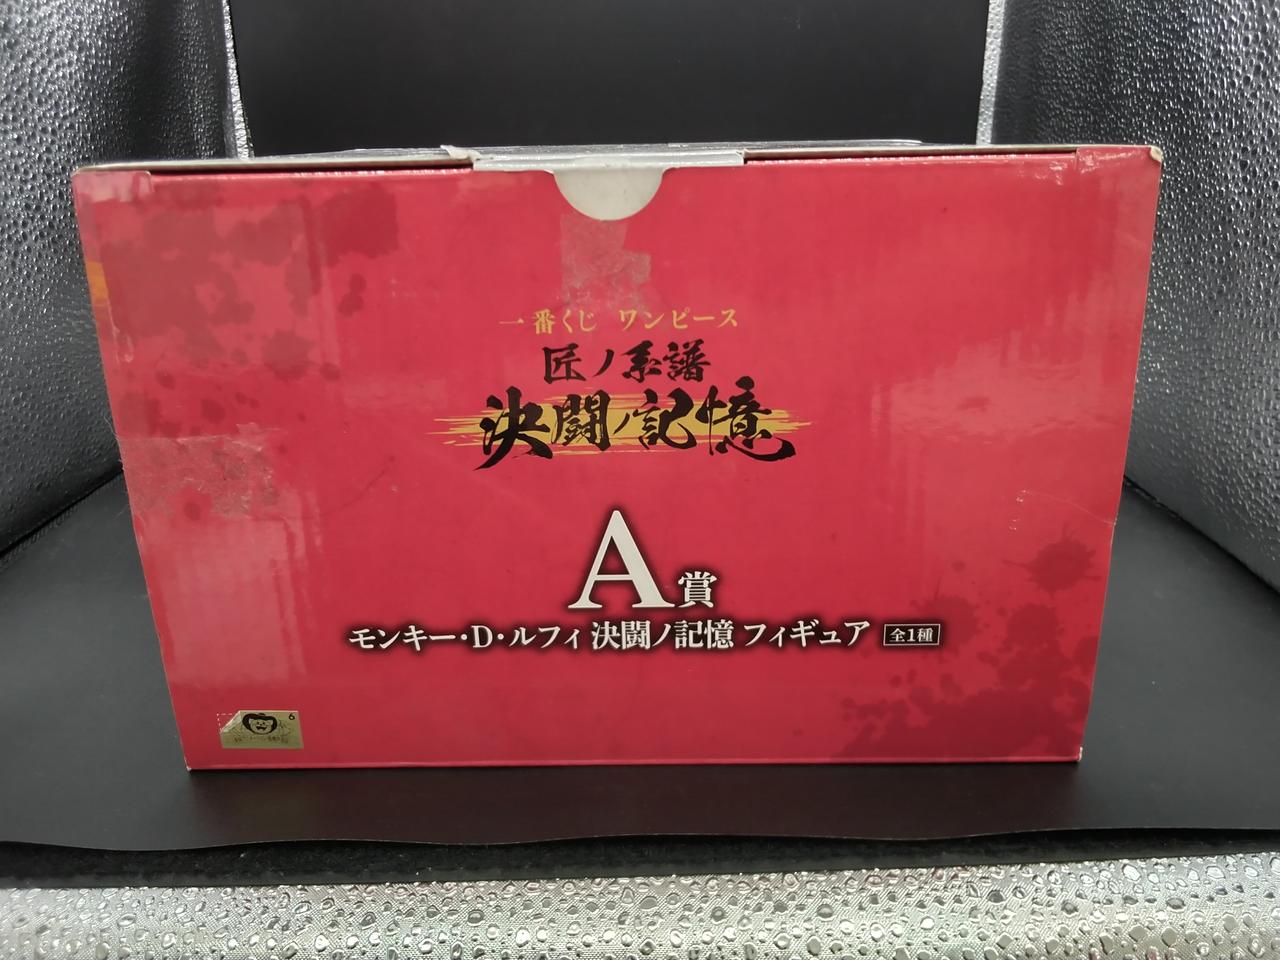 一番くじ ワンピース
匠ノ系譜
決闘ノ記憶
A賞
モンキー・D・ルフィ 決闘ノ記憶 フィギュア 全1種
6